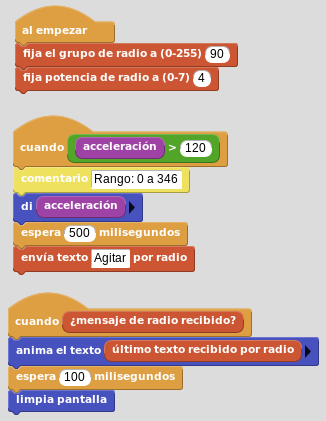 al empezar
fija el grupo de radio a (0-255) 90
fija potencia de radio a (0-7) 4
cuando acceleración > 120
comentario Rango: 0 a 346
di acceleración
espera 500 milisegundos
envía texto Agitar por radio
cuando ¿mensaje de radio recibido?
anima el texto último texto recibido por radio
espera 100 milisegundos
limpia pantalla